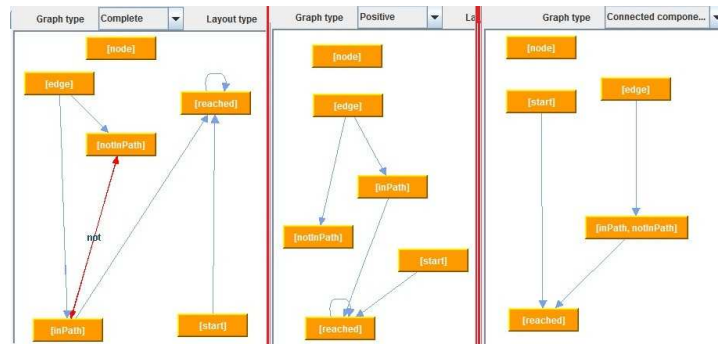 Graph type Complete Layout type
[node]
[edge]
[reached]
[notInPath]
not
[inPath]
[start]
Graph type Positive La
[node]
[edge]
[inPath]
[notInPath]
[start]
[reached]
Graph type Connected compone...
[node]
[start]
[edge]
[inPath, notInPath]
[reached]